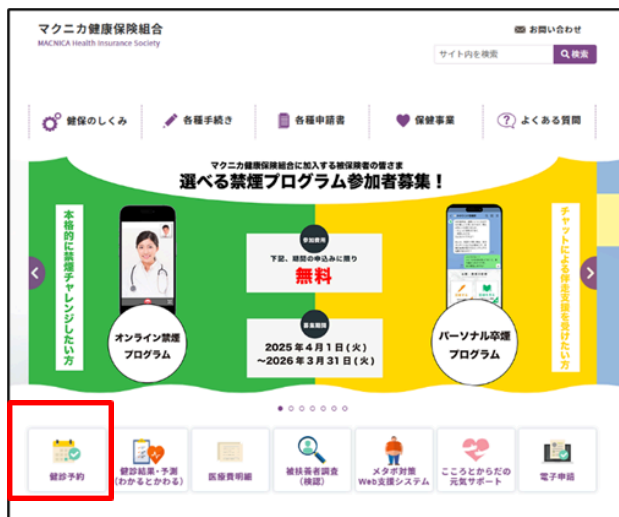 マクニカ健康保険組合
MACNICA Health Insurance Society
お問い合わせ
サイト内を検索
検索
健保のしくみ
各種手続き
各種申請書
保健事業
よくある質問
マクニカ健康保険組合に加入する被保険者の皆さま
選べる禁煙プログラム参加者募集！
本格的に禁煙チャレンジしたい方
オンライン禁煙
プログラム
参加費用
下記、期間の申込みに限り
無料
募集期間
2025年4月1日(火)
～2026年3月31日(火)
パーソナル卒煙
プログラム
チャットによる伴走支援を受けたい方
健診予約
健診結果・予測
（わかるとかわる）
医療費明細
被扶養者調査
（検認）
メタボ対策
Web支援システム
こころとからだの
元気サポート
電子申請